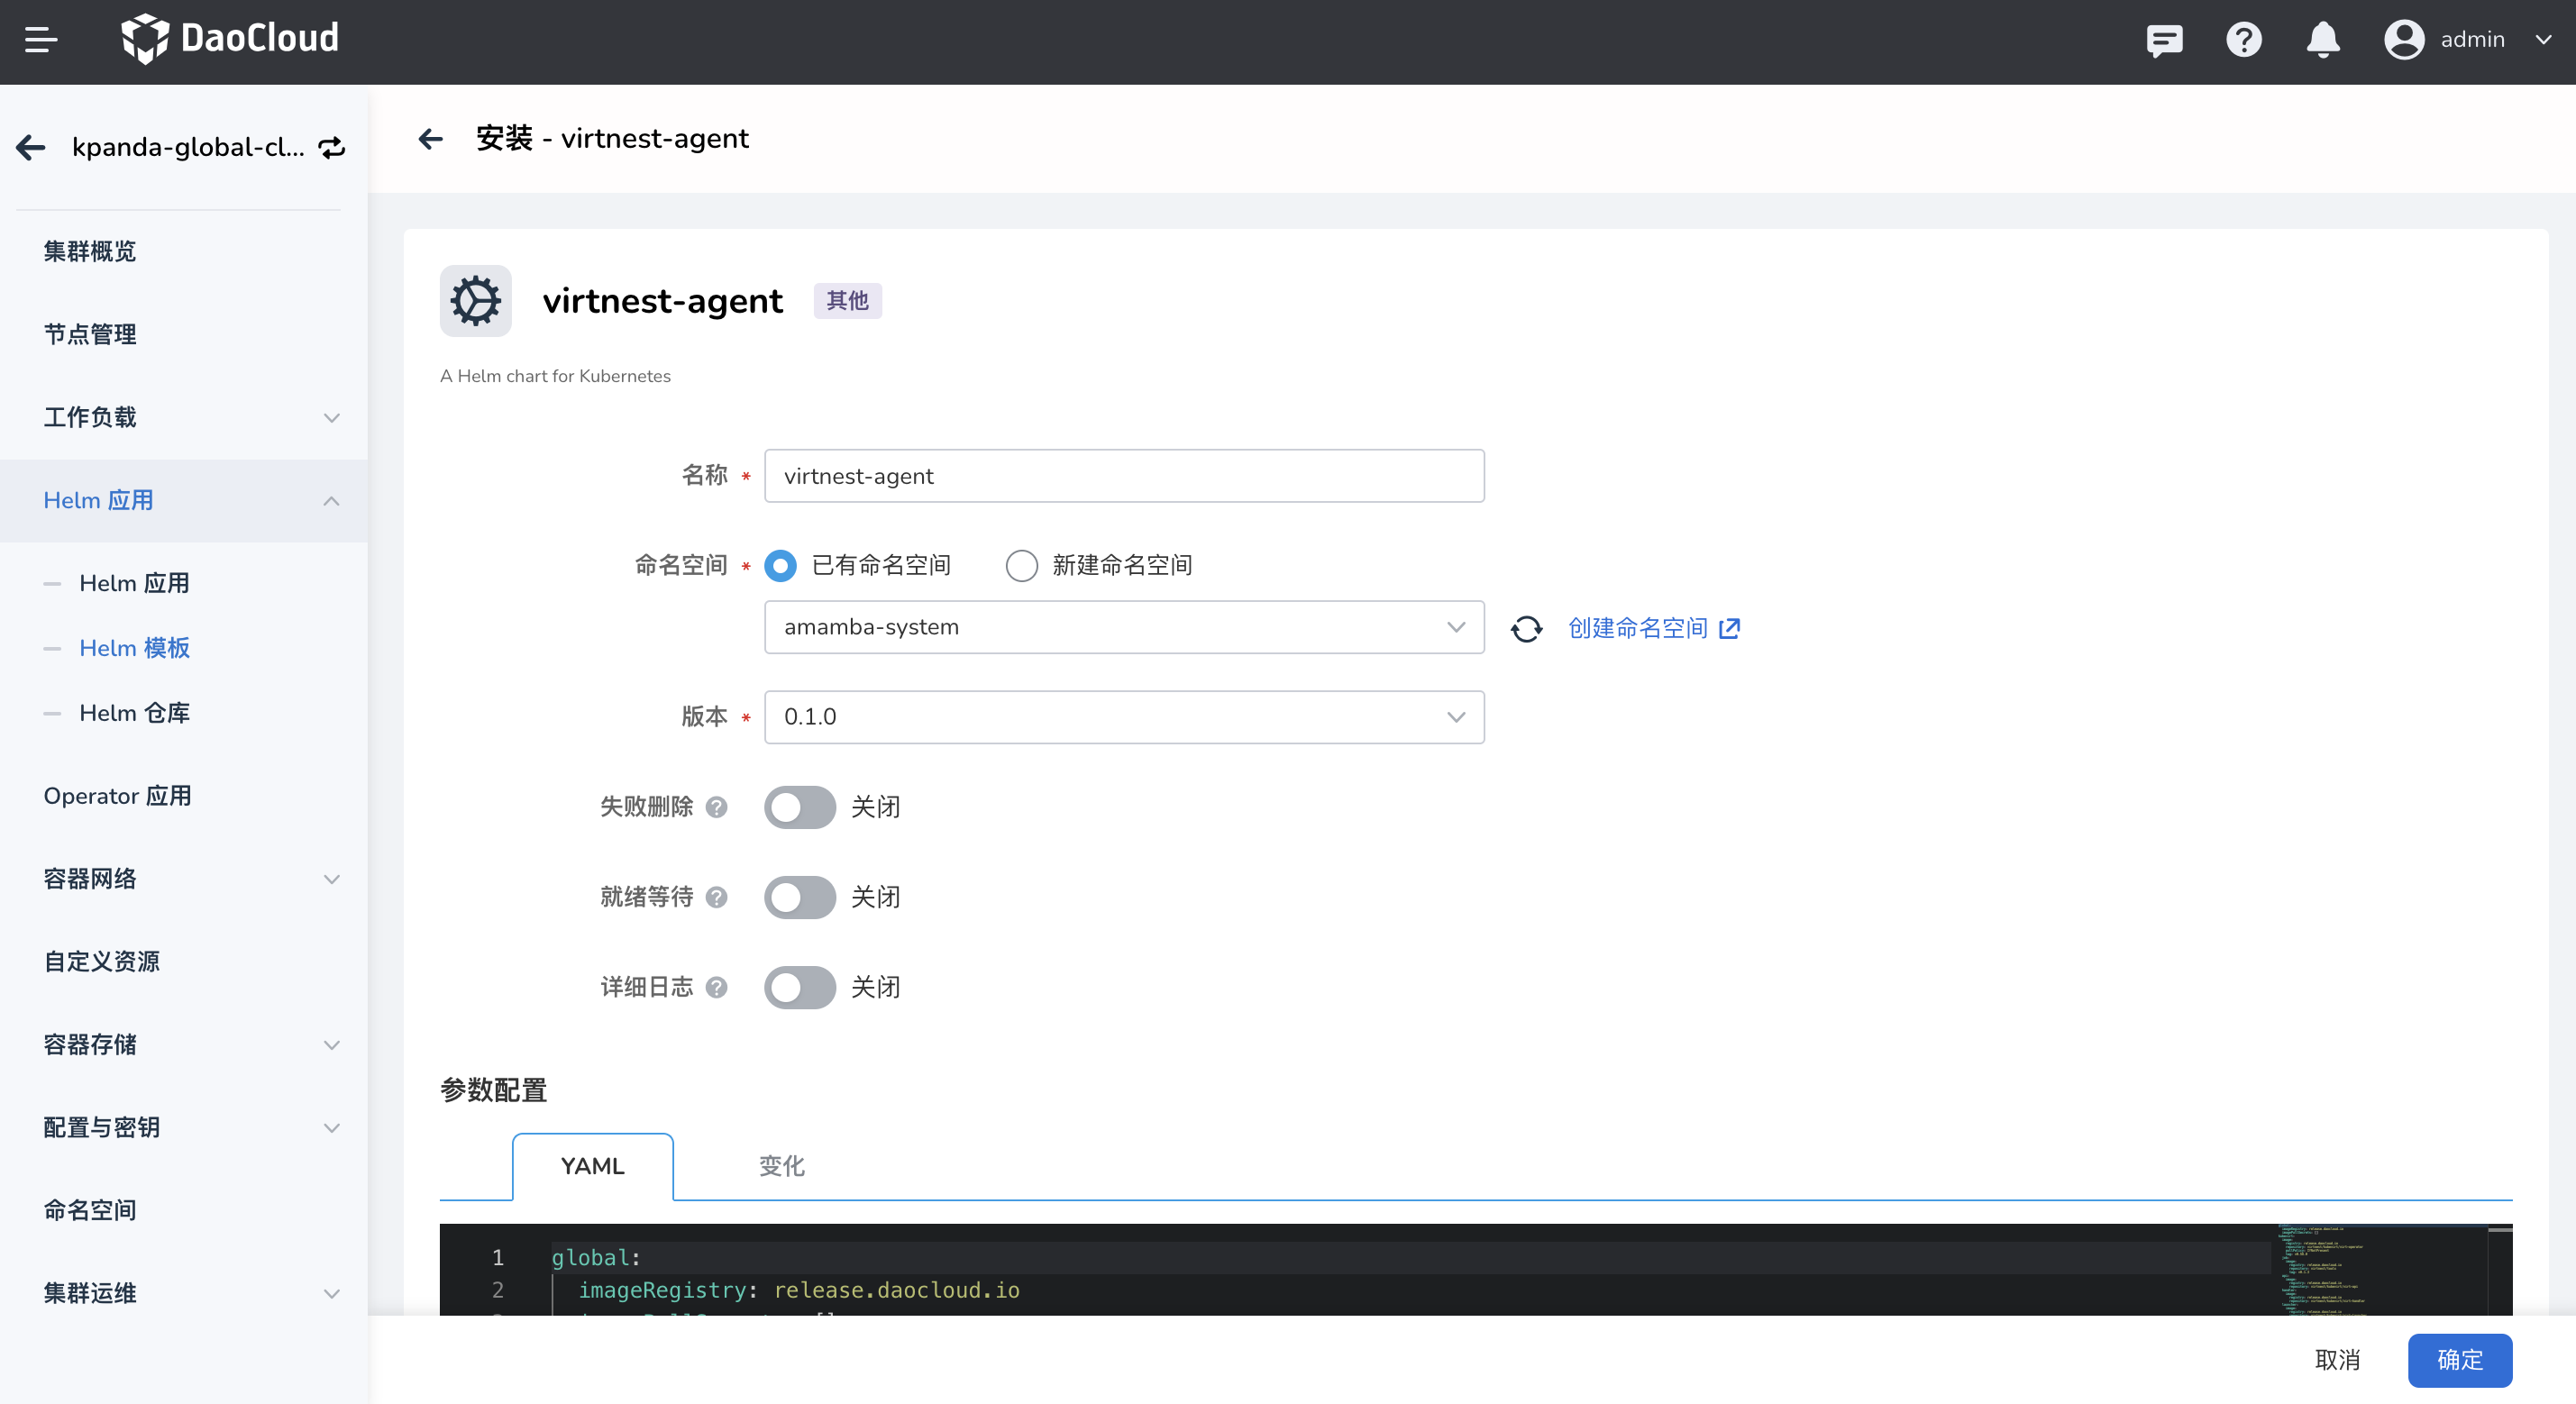 DaoCloud
admin
kpanda-global-cl...
集群概览
节点管理
工作负载
Helm 应用
Helm 应用
Helm 模板
Helm 仓库
Operator 应用
容器网络
自定义资源
容器存储
配置与密钥
命名空间
集群运维
安装 - virtnest-agent
virtnest-agent 其他
A Helm chart for Kubernetes
名称 * virtnest-agent
命名空间 * 已有命名空间 新建命名空间
amamba-system 创建命名空间
版本 * 0.1.0
失败删除 关闭
就绪等待 关闭
详细日志 关闭
参数配置
YAML 变化
1 global:
2 imageRegistry: release.daocloud.io
取消 确定